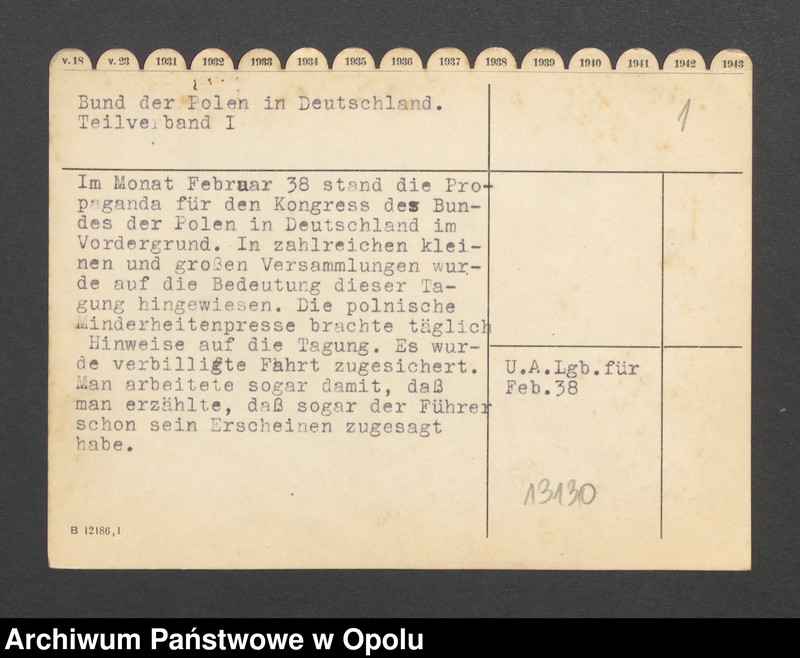 v.18 v.23 1931 1932 1933 1934 1935 1936 1937 1938 1939 1940 1941 1942 1943
Bund der Polen in Deutschland.
Teilverband I
1
Im Monat Februar 38 stand die Pro-
paganda für den Kongress des Bun-
des der Polen in Deutschland im
Vordergrund. In zahlreichen klei-
nen und großen Versammlungen wur-
de auf die Bedeutung dieser Ta-
gung hingewiesen. Die polnische
Minderheitenpresse brachte täglich
Hinweise auf die Tagung. Es wur-
de verbilligte Fahrt zugesichert.
Man arbeitete sogar damit, daß
man erzählte, daß sogar der Führer
schon sein Erscheinen zugesagt
habe.
U.A.Lgb.für
Feb.38
13130
B 12186,1
Archiwum Państwowe w Opolu